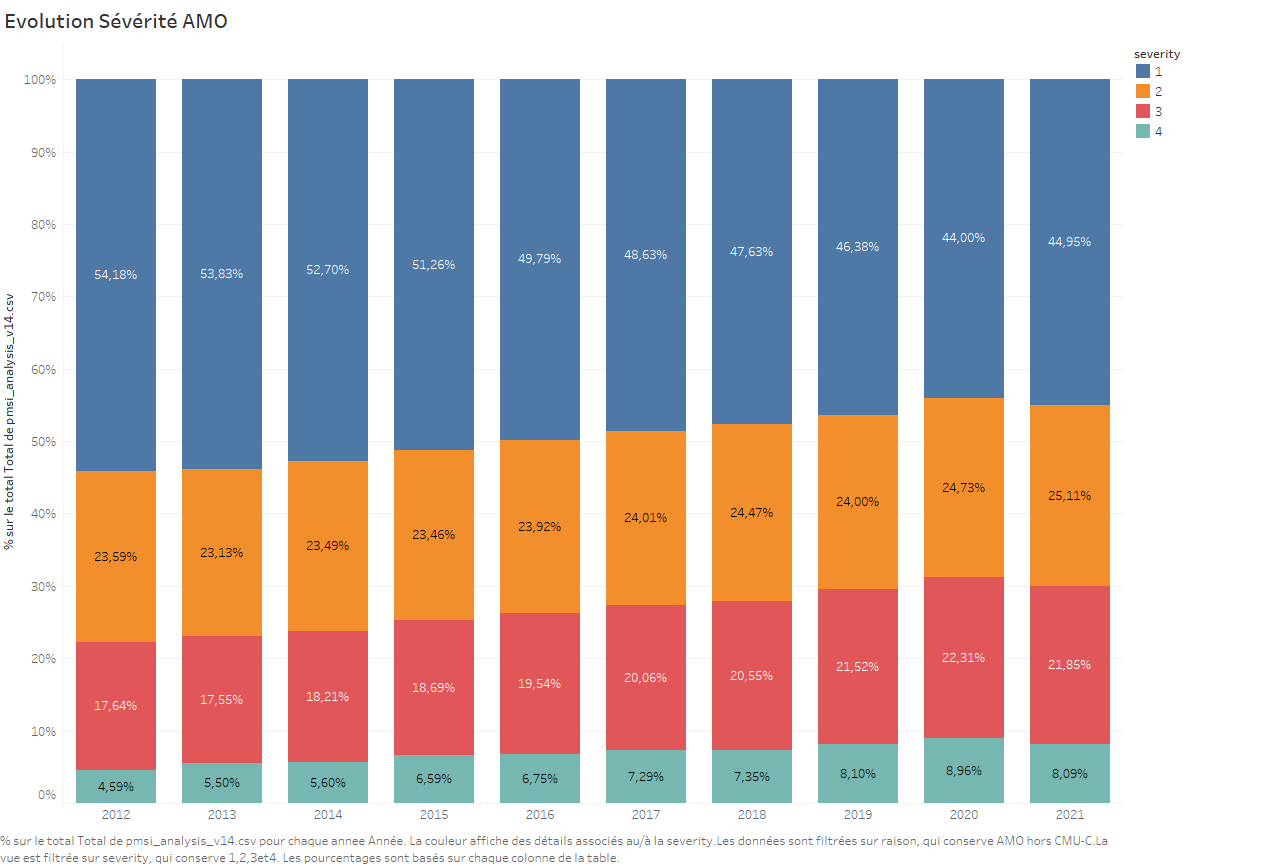 Evolution Sévérité AMO
severity
1
2
3
4
% sur le total Total de pmsi_analysis_v14.csv
100%
90%
80%
70%
60%
50%
40%
30%
20%
10%
0%
54,18% 53,83% 52,70% 51,26% 49,79% 48,63% 47,63% 46,38% 44,00% 44,95%
23,59% 23,13% 23,49% 23,46% 23,92% 24,01% 24,47% 24,00% 24,73% 25,11%
17,64% 17,55% 18,21% 18,69% 19,54% 20,06% 20,55% 21,52% 22,31% 21,85%
4,59% 5,50% 5,60% 6,59% 6,75% 7,29% 7,35% 8,10% 8,96% 8,09%
2012 2013 2014 2015 2016 2017 2018 2019 2020 2021
% sur le total Total de pmsi_analysis_v14.csv pour chaque annee Année. La couleur affiche des détails associés au/à la severity.Les données sont filtrées sur raison, qui conserve AMO hors CMU-C.La
vue est filtrée sur severity, qui conserve 1,2,3et4. Les pourcentages sont basés sur chaque colonne de la table.